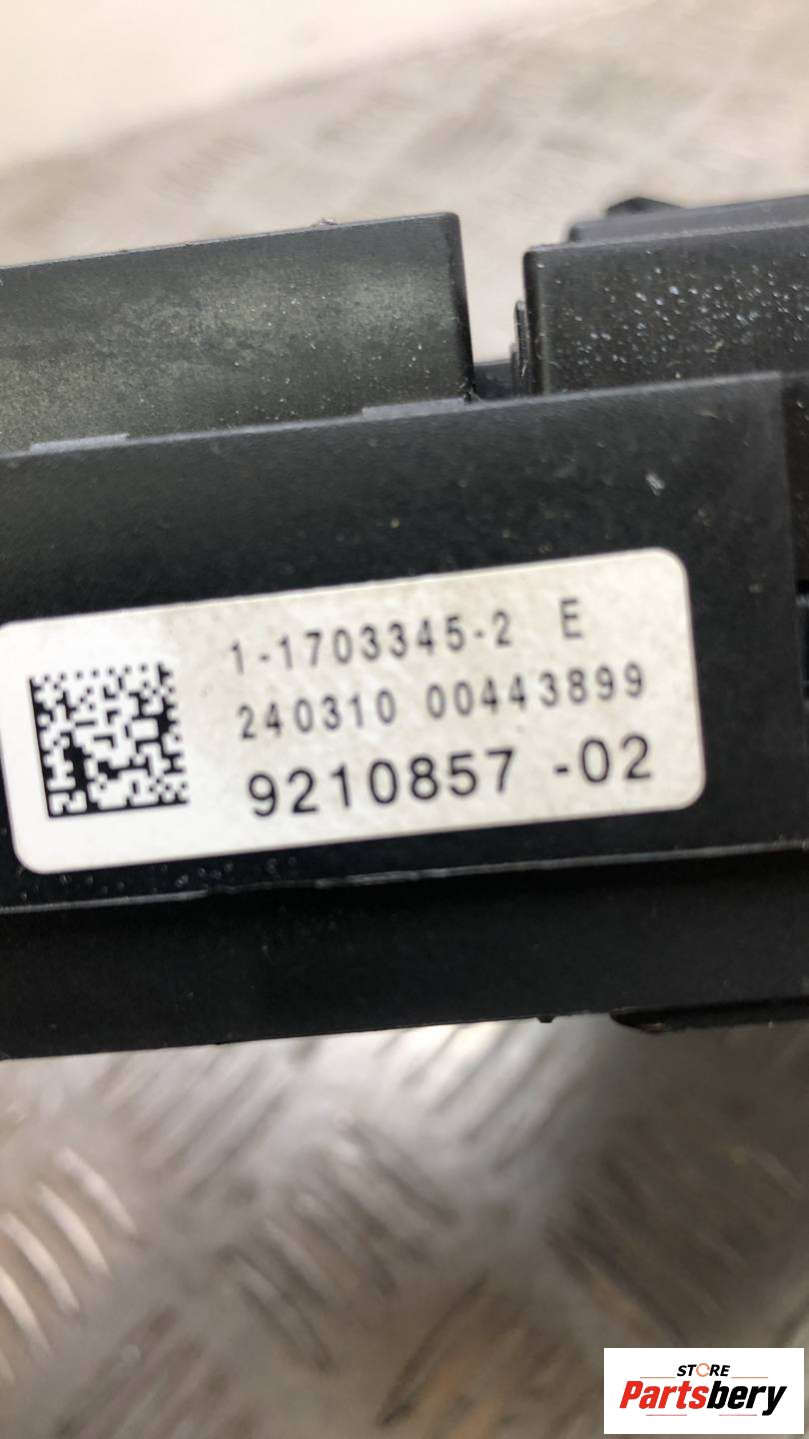 1-1703345-2 E
240310 00443899
9210857 -02
STORE
Partsbery